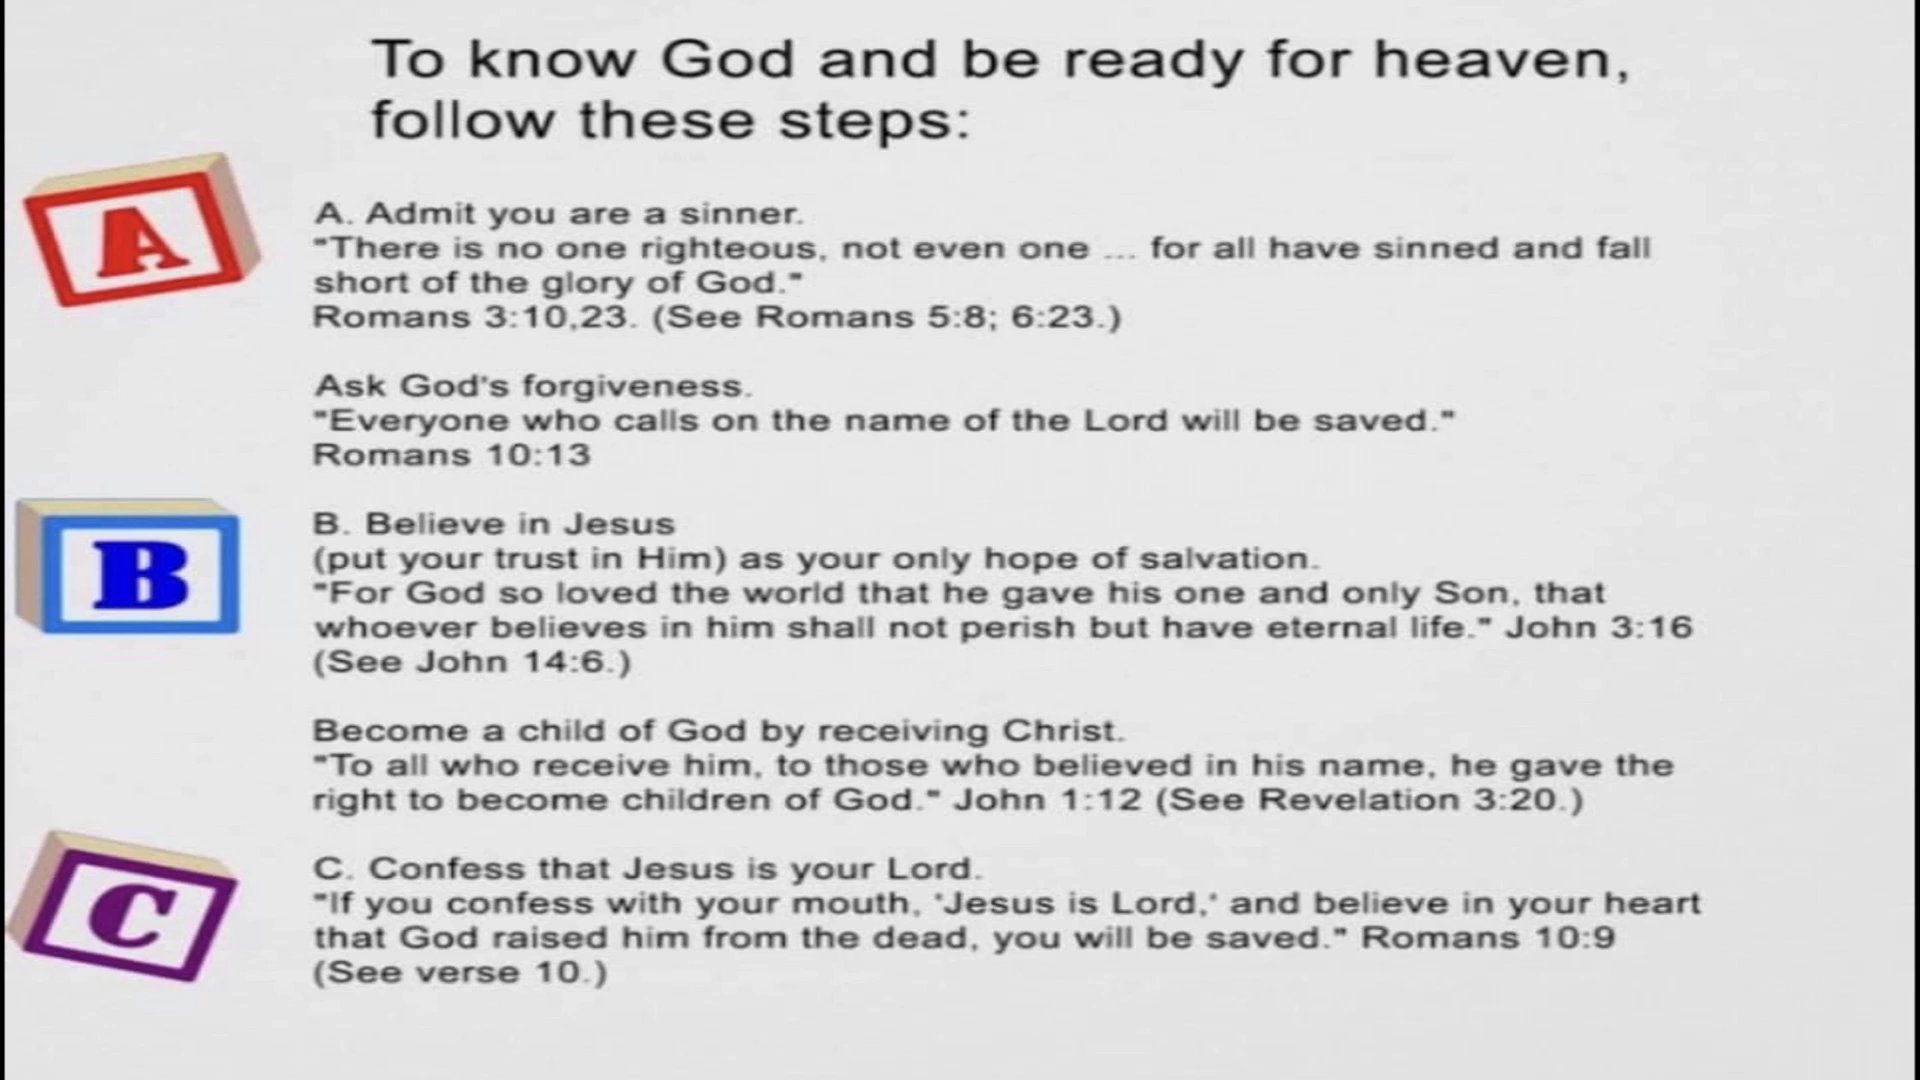 To know God and be ready for heaven,
follow these steps:
A
A. Admit you are a sinner.
"There is no one righteous, not even one ... for all have sinned and fall
short of the glory of God."
Romans 3:10,23. (See Romans 5:8; 6:23.)
Ask God's forgiveness.
"Everyone who calls on the name of the Lord will be saved."
Romans 10:13
B
B. Believe in Jesus
(put your trust in Him) as your only hope of salvation.
"For God so loved the world that he gave his one and only Son, that
whoever believes in him shall not perish but have eternal life." John 3:16
(See John 14:6.)
Become a child of God by receiving Christ.
"To all who receive him, to those who believed in his name, he gave the
right to become children of God." John 1:12 (See Revelation 3:20.)
C
C. Confess that Jesus is your Lord.
"If you confess with your mouth, 'Jesus is Lord,' and believe in your heart
that God raised him from the dead, you will be saved." Romans 10:9
(See verse 10.)